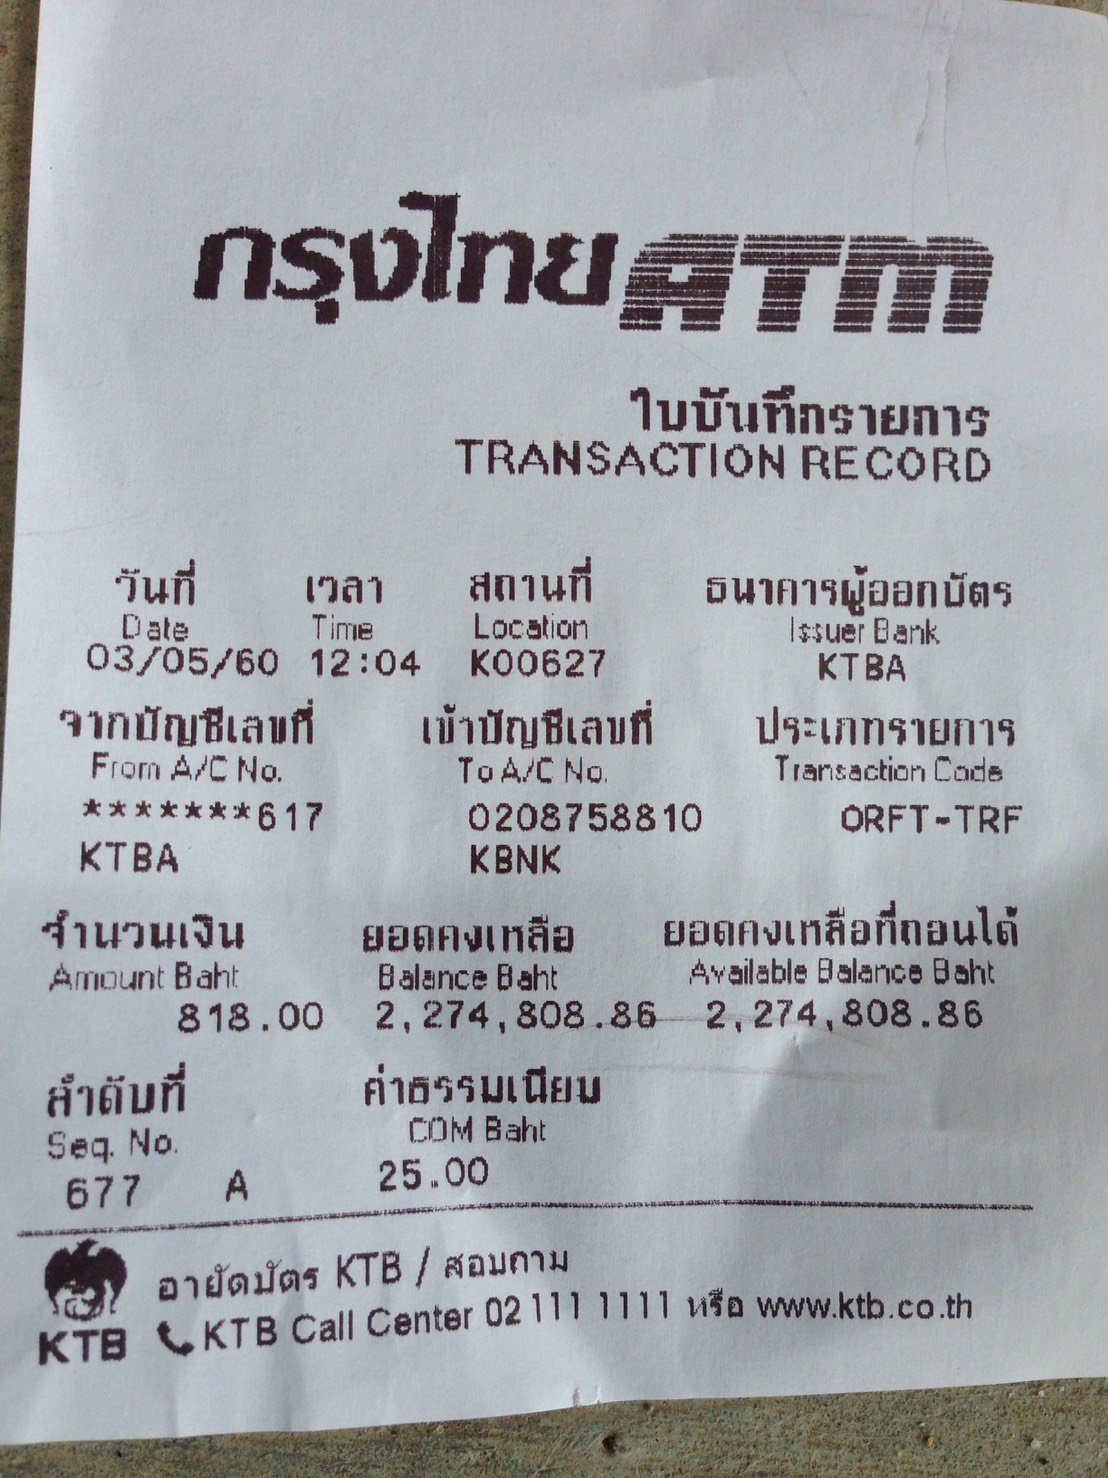 กรุงไทย ATM
ใบบันทึกรายการ
TRANSACTION RECORD
วันที่ เวลา สถานที่ ธนาคารผู้ออกบัตร
Date Time Location Issuer Bank
03/05/60 12:04 K00627 KTBA
จากบัญชีเลขที่ เข้าบัญชีเลขที่ ประเภทรายการ
From A/C No. To A/C No. Transaction Code
*******617 0208758810 ORFT-TRF
KTBA KBNK
จำนวนเงิน ยอดคงเหลือ ยอดคงเหลือที่ถอนได้
Amount Baht Balance Baht Available Balance Baht
818.00 2,274,808.86 2,274,808.86
ลำดับที่ ค่าธรรมเนียม
Seq. No. COM Baht
677 A 25.00
อายัดบัตร KTB / สอบถาม
KTB KTB Call Center 02 111 1111 หรือ www.ktb.co.th